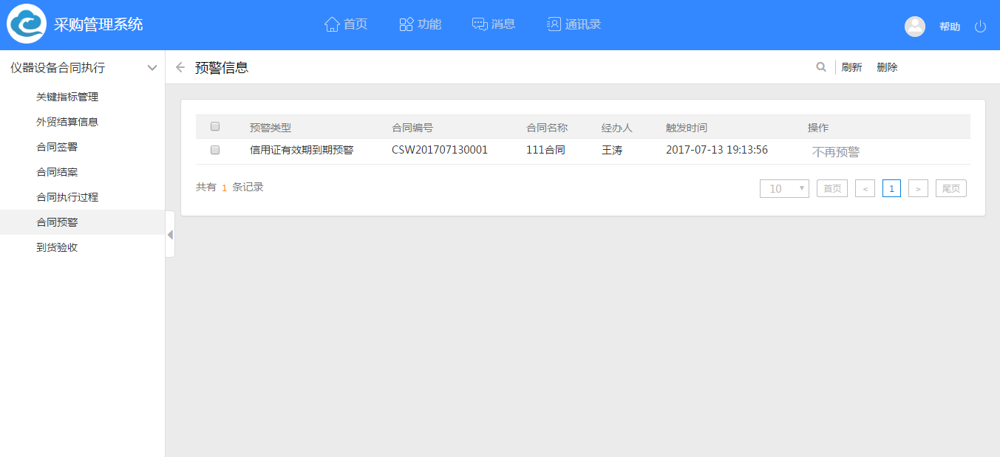 采购管理系统
首页
功能
消息
通讯录
帮助
仪器设备合同执行
关键指标管理
外贸结算信息
合同签署
合同结案
合同执行过程
合同预警
到货验收
预警信息
刷新
删除
预警类型 合同编号 合同名称 经办人 触发时间 操作
信用证有效期到期预警 CSW201707130001 111合同 王涛 2017-07-13 19:13:56 不再预警
共有 1 条记录
10 首页 < 1 > 尾页